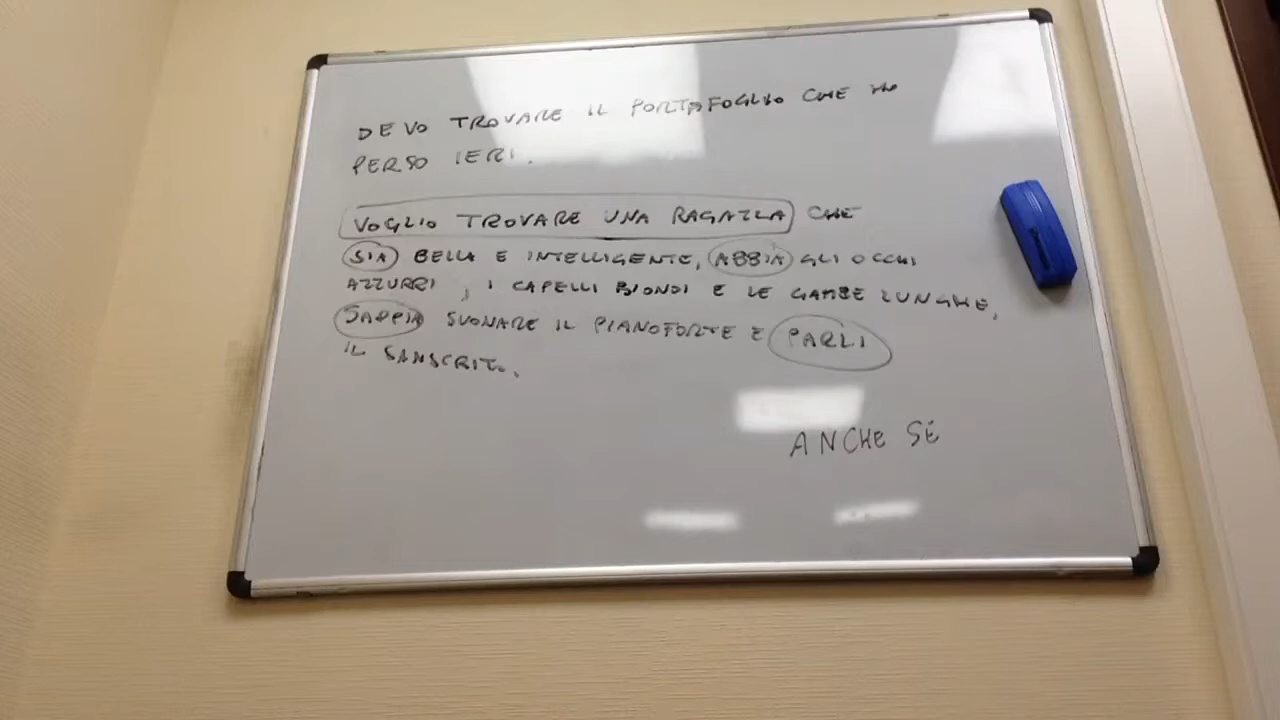 DEVO TROVARE IL PORTAFOGLIO CHE HO
PERSO IERI.
VOGLIO TROVARE UNA RAGAZZA CHE
SIA BELLA E INTELLIGENTE, ABBIA GLI OCCHI
AZZURRI, I CAPELLI BIONDI E LE GAMBE LUNGHE,
SAPPIA SUONARE IL PIANOFORTE E PARLI
IL SANSCRITO.
ANCHE SE